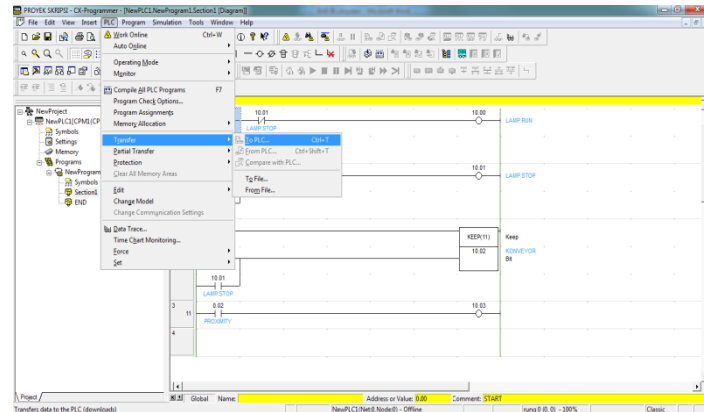 PROYEK SKRIPSI - CX-Programmer - [NewPLC1.NewProgram1.Section1 [Diagram]]
File Edit View Insert PLC Program Simulation Tools Window Help
Work Online Ctrl+W
Auto Online
Operating Mode
Monitor
Compile All PLC Programs F7
Program Check Options...
Program Assignments
Memory Allocation
Transfer
Partial Transfer
Protection
Clear All Memory Areas
Edit
Change Model
Change Communication Settings
Data Trace...
Time Chart Monitoring...
Force
Set
To PLC... Ctrl+T
From PLC... Ctrl+Shift+T
Compare with PLC...
To File...
From File...
NewProject
NewPLC1[CPM1(CP
Symbols
Settings
Memory
Programs
NewProgram
Symbols
Section1
END
Project
10.01
LAMP STOP
10.00
LAMP RUN
10.01
LAMP STOP
KEEP(11)
Keep
10.02
KONVEYOR
Bit
10.01
LAMP STOP
3
11
0.02
PROXIMITY
10.03
4
Global Name: Address or Value: 0.00 Comment: START
Transfers data to the PLC (downloads) NewPLC1(Net:0,Node:0) - Offline rung 0 (0, 0) - 100% Classic